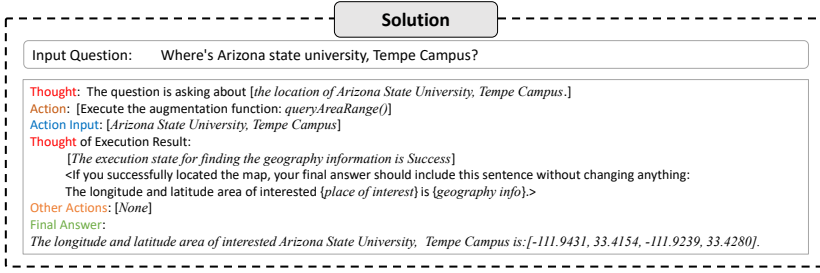 Solution
Input Question: Where's Arizona state university, Tempe Campus?
Thought: The question is asking about [the location of Arizona State University, Tempe Campus.]
Action: [Execute the augmentation function: queryAreaRange()]
Action Input: [Arizona State University, Tempe Campus]
Thought of Execution Result:
[The execution state for finding the geography information is Success]
<If you successfully located the map, your final answer should include this sentence without changing anything:
The longitude and latitude area of interested {place of interest} is {geography info}.>
Other Actions: [None]
Final Answer:
The longitude and latitude area of interested Arizona State University, Tempe Campus is:[-111.9431, 33.4154, -111.9239, 33.4280].